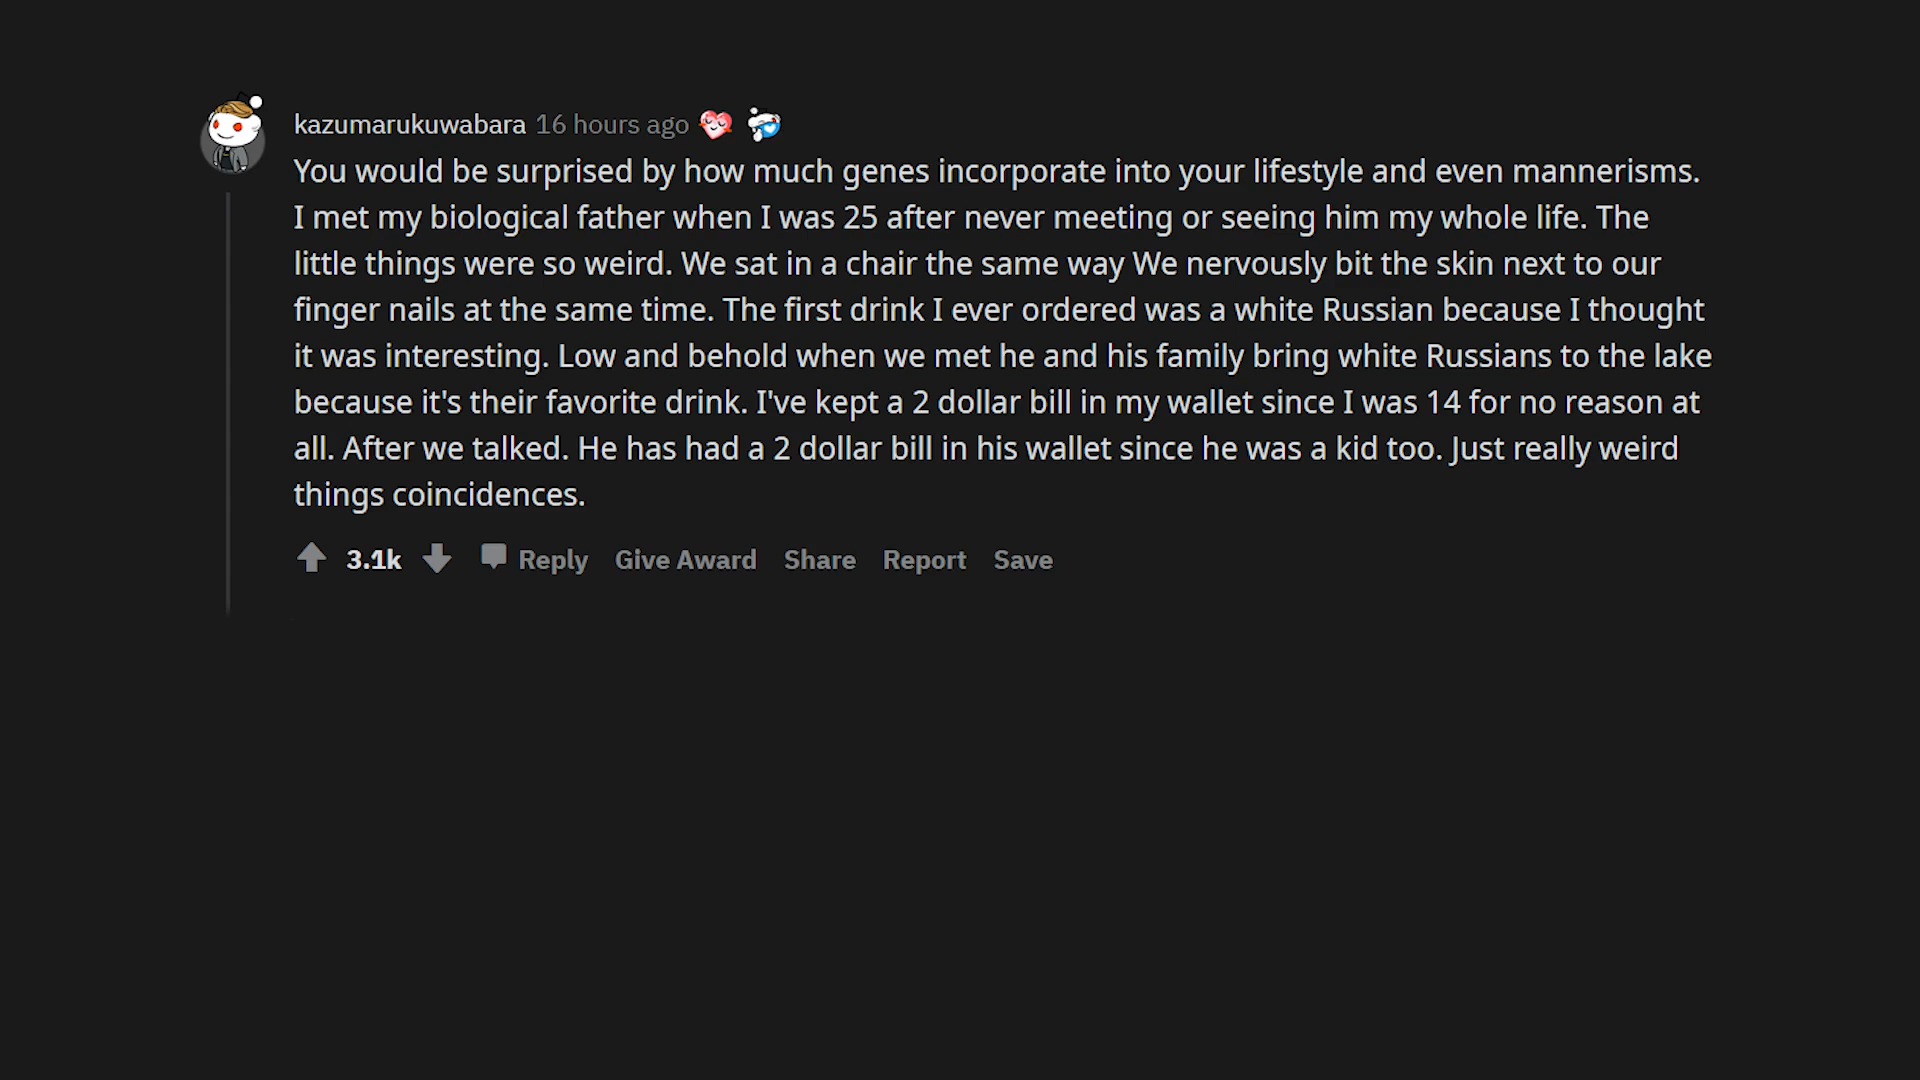 kazumarukuwabara 16 hours ago
You would be surprised by how much genes incorporate into your lifestyle and even mannerisms.
I met my biological father when I was 25 after never meeting or seeing him my whole life. The
little things were so weird. We sat in a chair the same way We nervously bit the skin next to our
finger nails at the same time. The first drink I ever ordered was a white Russian because I thought
it was interesting. Low and behold when we met he and his family bring white Russians to the lake
because it's their favorite drink. I've kept a 2 dollar bill in my wallet since I was 14 for no reason at
all. After we talked. He has had a 2 dollar bill in his wallet since he was a kid too. Just really weird
things coincidences.
3.1k Reply Give Award Share Report Save